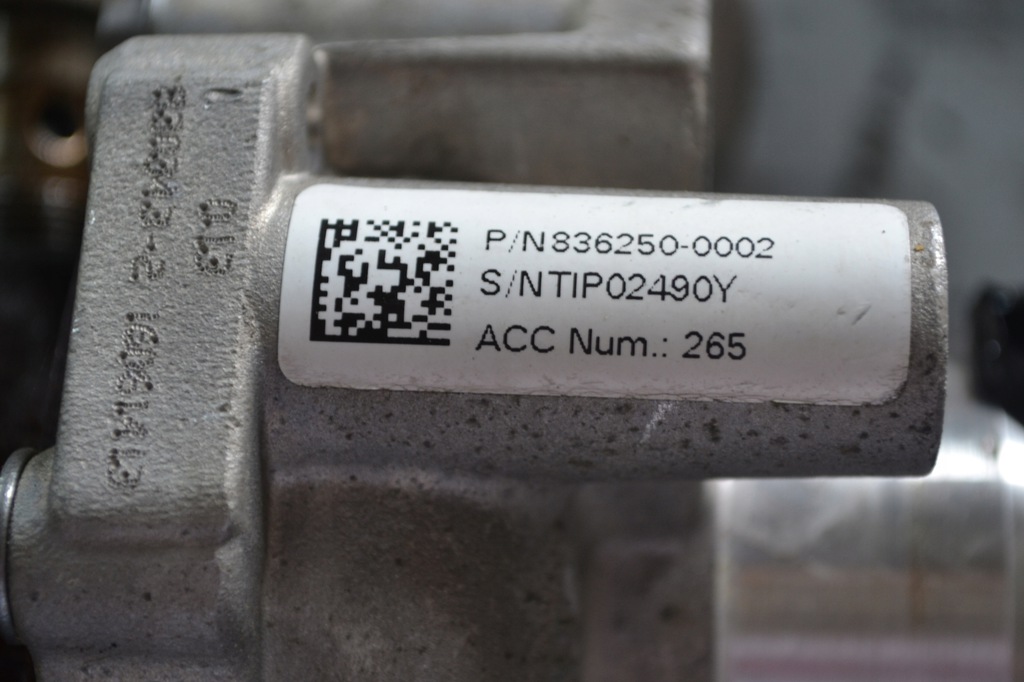 P/N836250-0002
S/NTIP02490Y
ACC Num.: 265